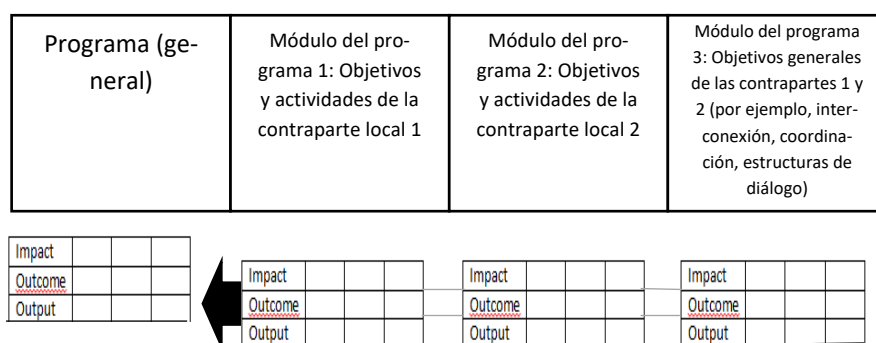 Programa (ge-
neral)
Módulo del pro-
grama 1: Objetivos
y actividades de la
contraparte local 1
Módulo del pro-
grama 2: Objetivos
y actividades de la
contraparte local 2
Módulo del programa
3: Objetivos generales
de las contrapartes 1 y
2 (por ejemplo, inter-
conexión, coordina-
ción, estructuras de
diálogo)
Impact
Outcome
Output
Impact
Outcome
Output
Impact
Outcome
Output
Impact
Outcome
Output